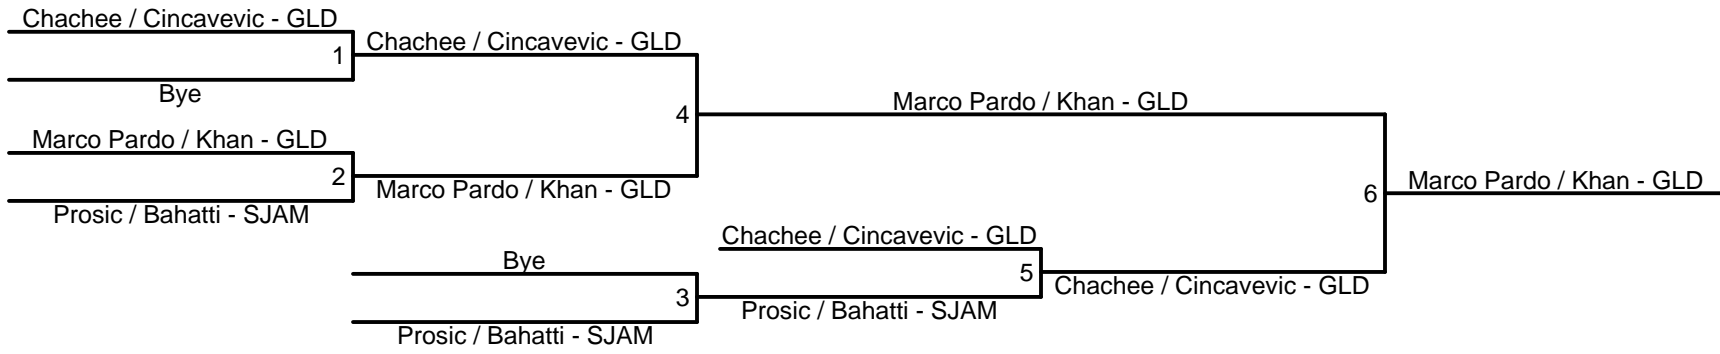 Chachee / Cincavevic - GLD
1
Chachee / Cincavevic - GLD
Bye
4
Marco Pardo / Khan - GLD
Marco Pardo / Khan - GLD
2
Marco Pardo / Khan - GLD
6
Marco Pardo / Khan - GLD
Prosic / Bahatti - SJAM
Chachee / Cincavevic - GLD
Bye
5
Chachee / Cincavevic - GLD
3
Prosic / Bahatti - SJAM
Prosic / Bahatti - SJAM